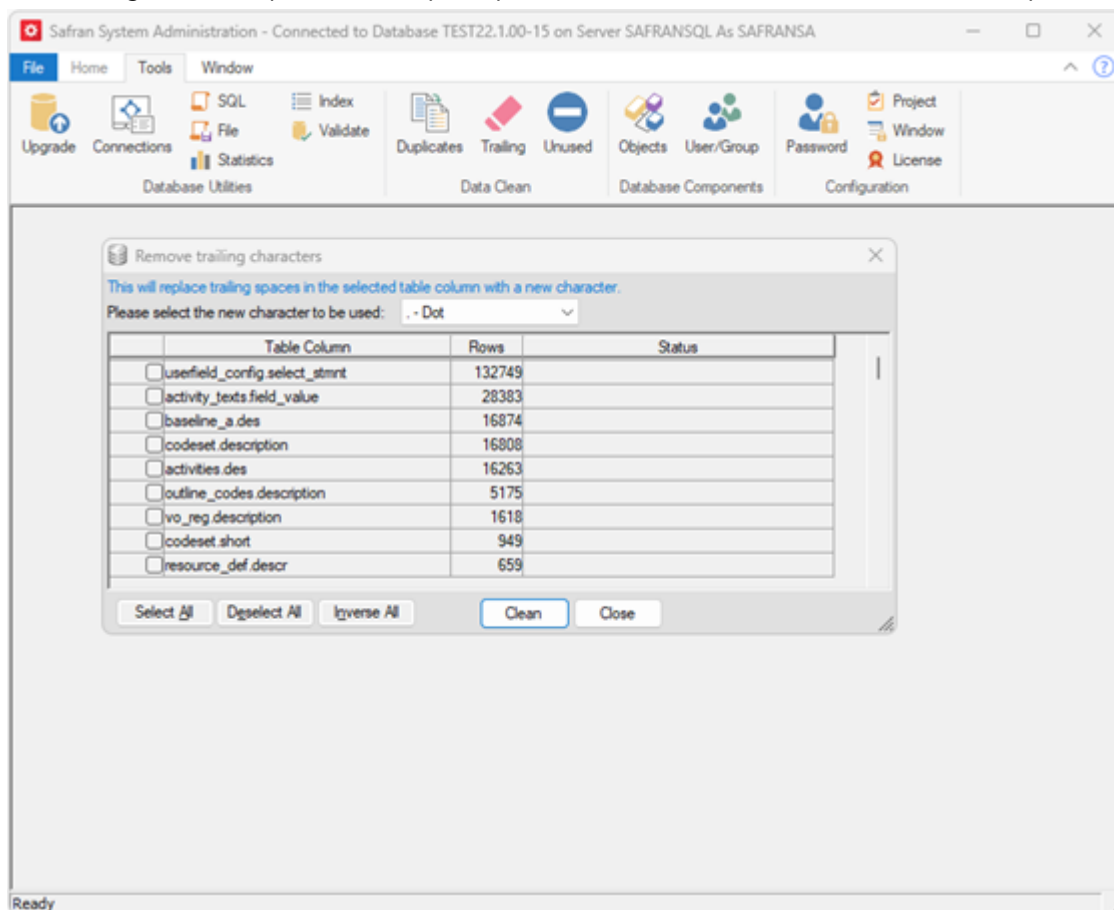 Safran System Administration - Connected to Database TEST22.1.00-15 on Server SAFRANSQL As SAFRANSA
File Home Tools Window
Upgrade Connections SQL File Statistics Index Validate Duplicates Trailing Unused Objects User/Group Password Project Window License
Database Utilities Data Clean Database Components Configuration
Remove trailing characters
This will replace trailing spaces in the selected table column with a new character.
Please select the new character to be used: . - Dot
Table Column Rows Status
userfield_config.select_stmnt 132749
activity_texts.field_value 28383
baseline_a.des 16874
codeset.description 16808
activities.des 16263
outline_codes.description 5175
vo_reg.description 1618
codeset.short 949
resource_def.descr 659
Select All Deselect All Inverse All Clean Close
Ready